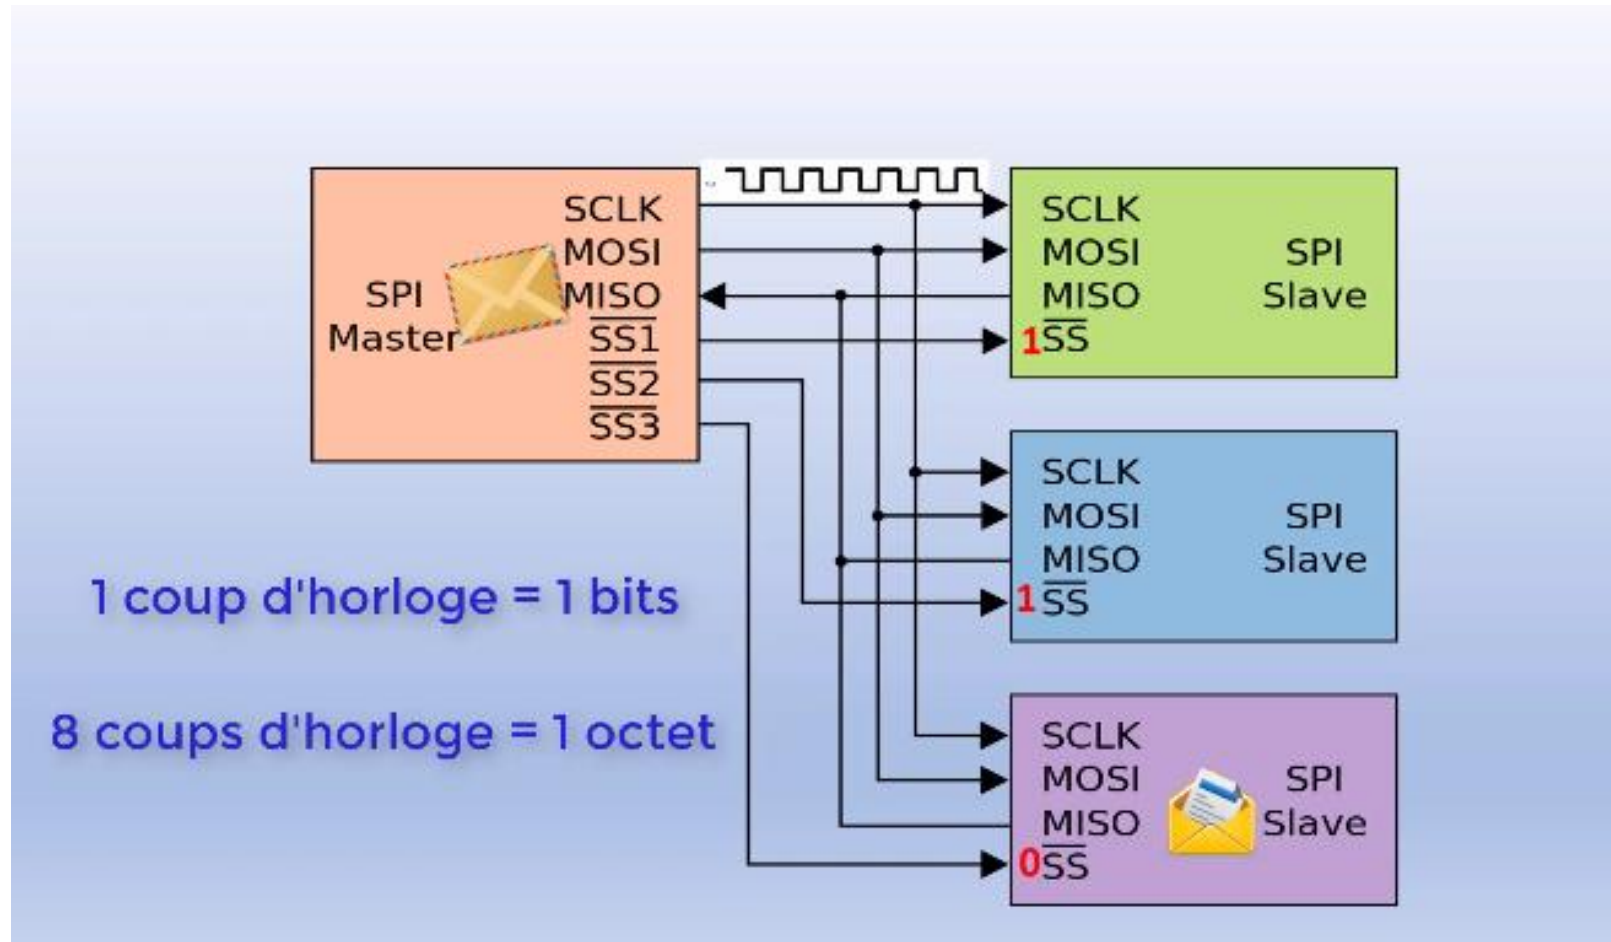 SPI
Master
SCLK
MOSI
MISO
SS1
SS2
SS3
SCLK
MOSI
MISO
1SS
SPI
Slave
SCLK
MOSI
MISO
1SS
SPI
Slave
SCLK
MOSI
MISO
0SS
SPI
Slave
1 coup d'horloge = 1 bits
8 coups d'horloge = 1 octet